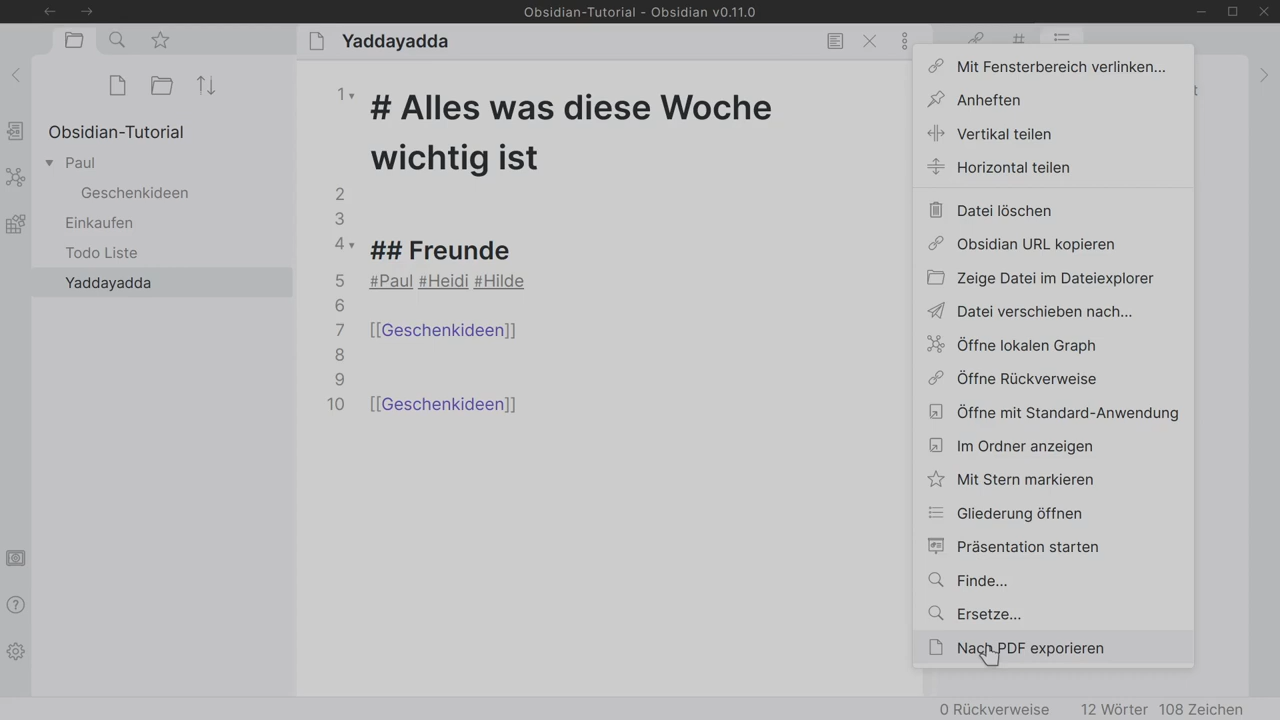 Obsidian-Tutorial - Obsidian v0.11.0
Yaddayadda
Obsidian-Tutorial
Paul
Geschenkideen
Einkaufen
Todo Liste
Yaddayadda
1 # Alles was diese Woche
wichtig ist
2
3
4 ## Freunde
5 #Paul #Heidi #Hilde
6
7 [[Geschenkideen]]
8
9
10 [[Geschenkideen]]
Mit Fensterbereich verlinken...
Anheften
Vertikal teilen
Horizontal teilen
Datei löschen
Obsidian URL kopieren
Zeige Datei im Dateiexplorer
Datei verschieben nach...
Öffne lokalen Graph
Öffne Rückverweise
Öffne mit Standard-Anwendung
Im Ordner anzeigen
Mit Stern markieren
Gliederung öffnen
Präsentation starten
Finde...
Ersetze...
Nach PDF exporieren
0 Rückverweise 12 Wörter 108 Zeichen